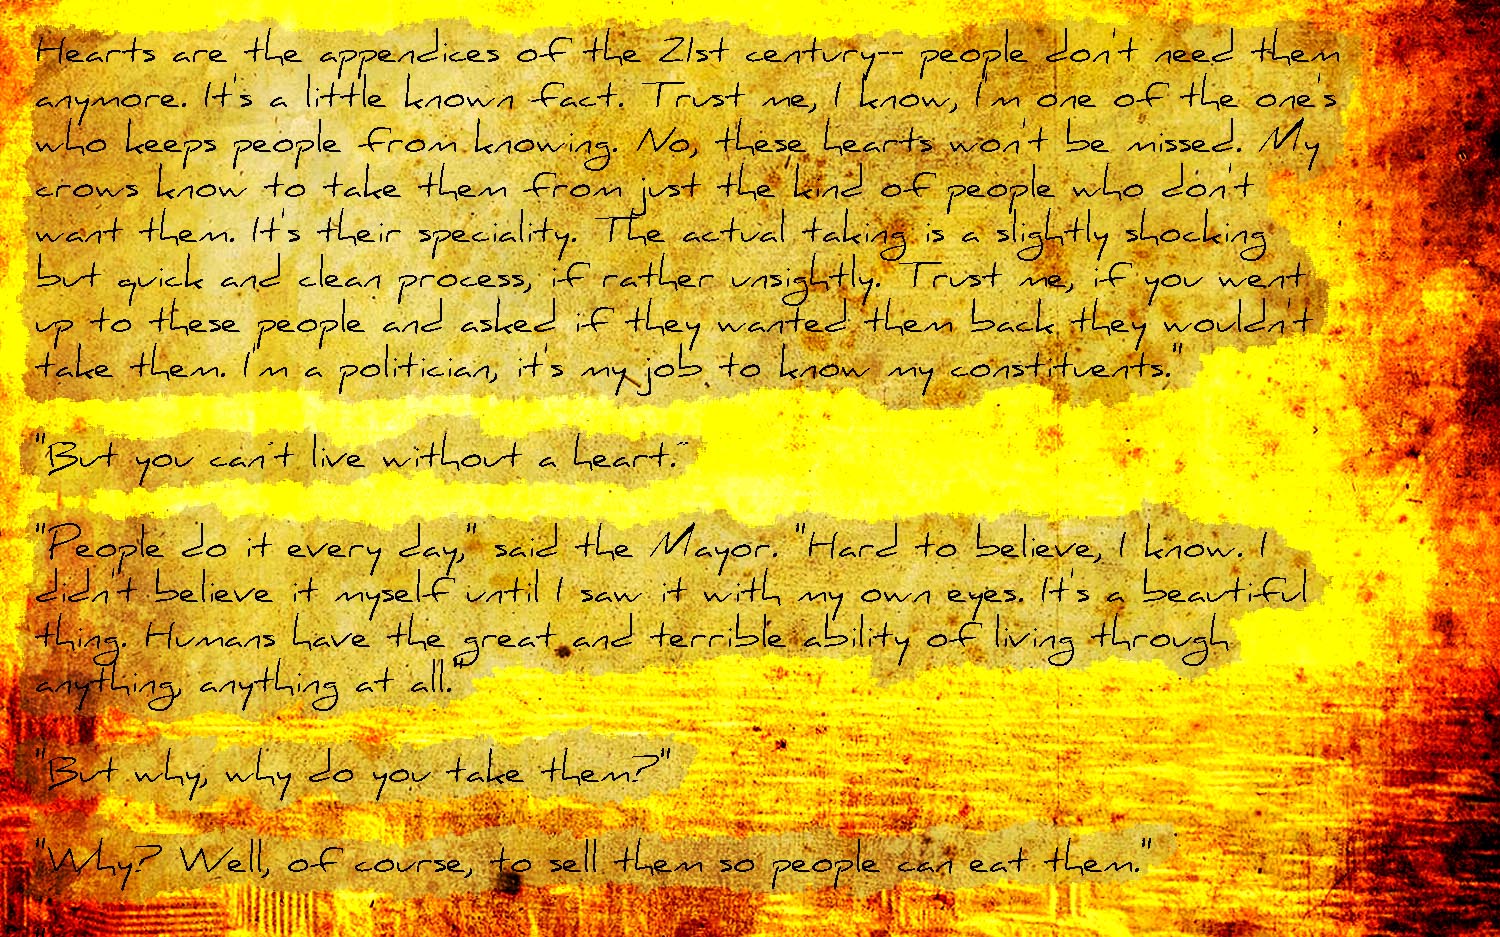 Hearts are the appendices of the 21st century-- people don't need them
anymore. It's a little known fact. Trust me, I know, I'm one of the one's
who keeps people from knowing. No, these hearts won't be missed. My
crows know to take them from just the kind of people who don't
want them. It's their speciality. The actual taking is a slightly shocking
but quick and clean process, if rather unsightly. Trust me, if you went
up to these people and asked if they wanted them back they wouldn't
take them. I'm a politician, it's my job to know my constituents."
"But you can't live without a heart."
"People do it every day," said the Mayor. "Hard to believe, I know. I
didn't believe it myself until I saw it with my own eyes. It's a beautiful
thing. Humans have the great and terrible ability of living through
anything, anything at all."
"But why, why do you take them?"
"Why? Well, of course, to sell them so people can eat them."